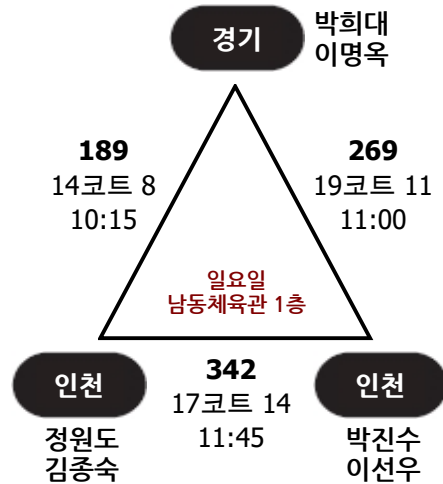 경기
박희대
이명옥
189
14코트 8
10:15
269
19코트 11
11:00
일요일
남동체육관 1층
인천
정원도
김종숙
342
17코트 14
11:45
인천
박진수
이선우